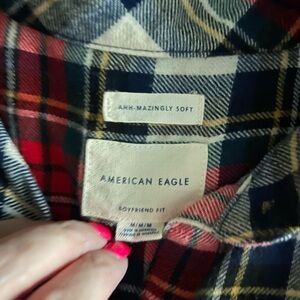 AHH-MAZINGLY SOFT
AMERICAN EAGLE
BOYFRIEND FIT
M/M/M